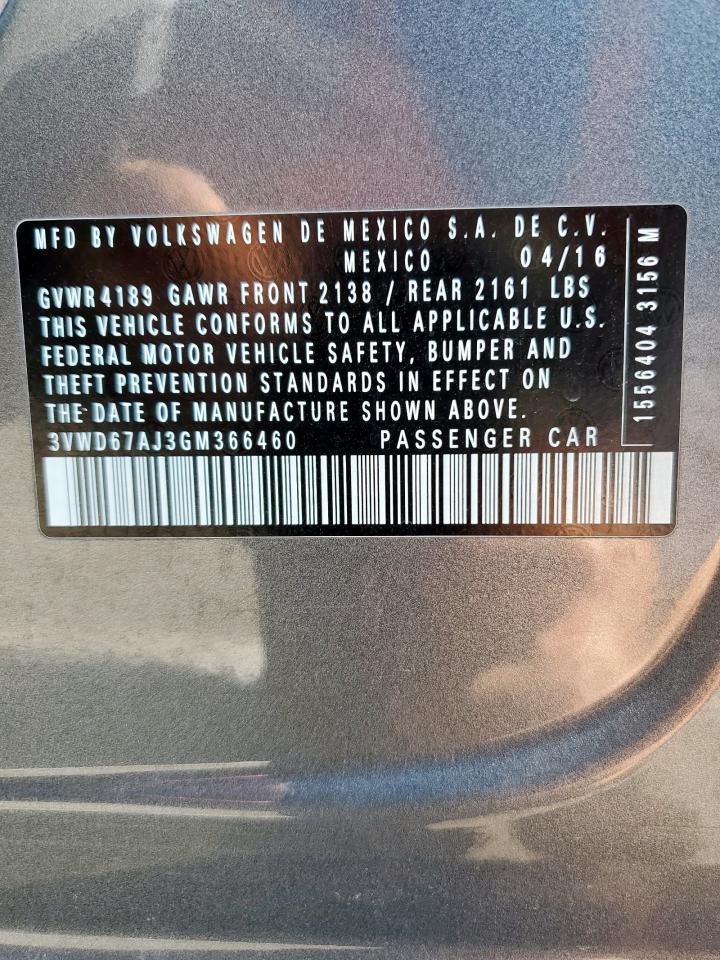 MFD BY VOLKSWAGEN DE MEXICO S.A. DE C.V.
MEXICO 04/16
GVWR 4189 GAWR FRONT 2138 / REAR 2161 LBS
THIS VEHICLE CONFORMS TO ALL APPLICABLE U.S.
FEDERAL MOTOR VEHICLE SAFETY, BUMPER AND
THEFT PREVENTION STANDARDS IN EFFECT ON
THE DATE OF MANUFACTURE SHOWN ABOVE.
3VWD67AJ3GM366460 PASSENGER CAR
1556404 3156 M